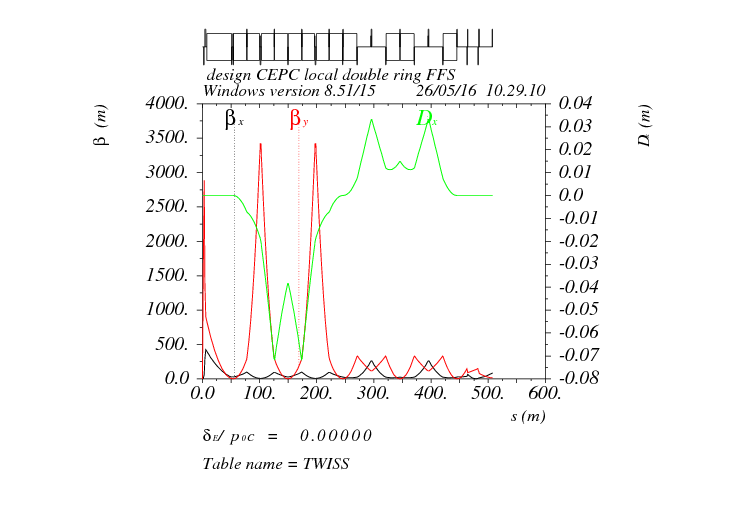 design CEPC local double ring FFS
Windows version 8.51/15 26/05/16 10.29.10
β (m)
4000.
3500.
3000.
2500.
2000.
1500.
1000.
500.
0.0
β x
β y
D x
0.04
0.03
0.02
0.01
0.0
-0.01
-0.02
-0.03
-0.04
-0.05
-0.06
-0.07
-0.08
D (m)
0.0 100. 200. 300. 400. 500. 600.
s (m)
δE/ p0c = 0.00000
Table name = TWISS